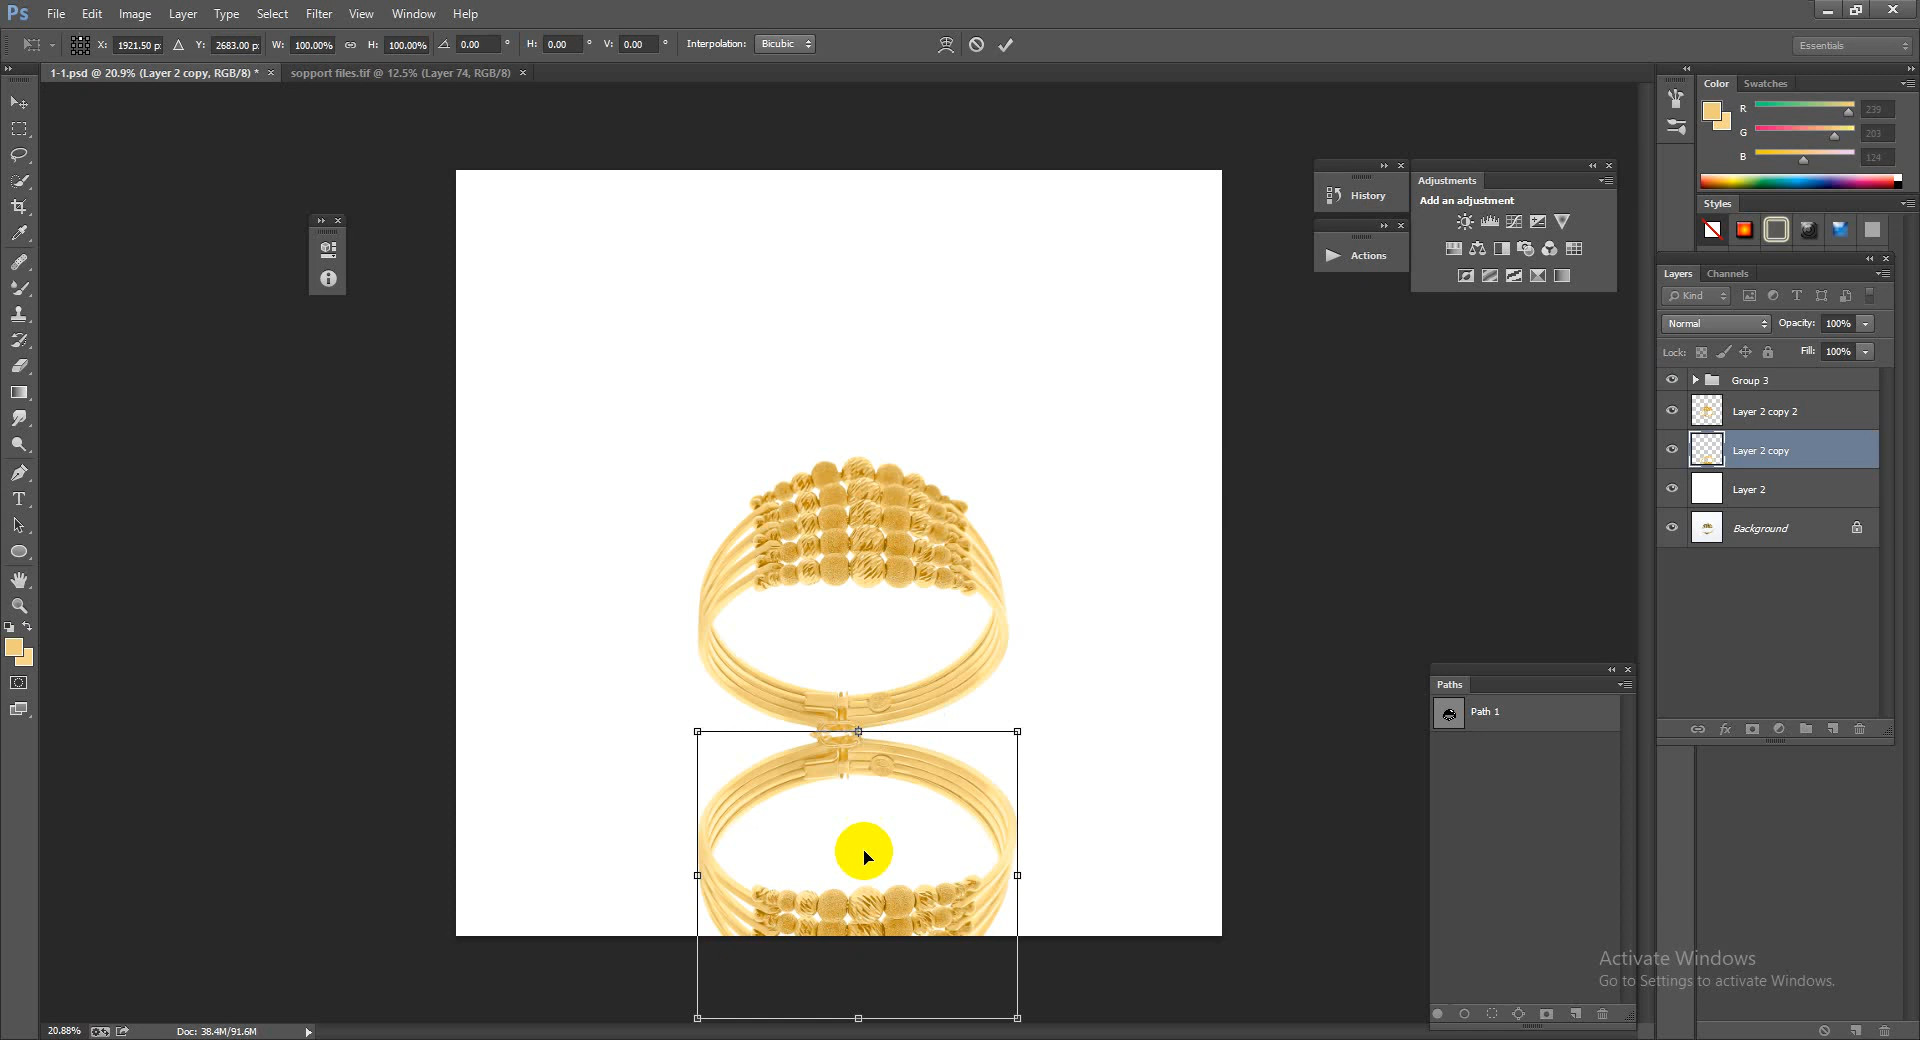 Ps File Edit Image Layer Type Select Filter View Window Help
X: 1921.50 p: Y: 2683.00 p: W: 100.00% H: 100.00% 0.00 ° H: 0.00 ° V: 0.00 ° Interpolation: Bicubic Essentials
1-1.psd @ 20.9% (Layer 2 copy, RGB/8) * × sopport files.tif @ 12.5% (Layer 74, RGB/8) ×
Color Swatches
R 239
G 203
B 124
Styles
History
Actions
Adjustments
Add an adjustment
Layers Channels
Kind
Normal Opacity: 100%
Lock: Fill: 100%
Group 3
Layer 2 copy 2
Layer 2 copy
Layer 2
Background
Paths
Path 1
Activate Windows
Go to Settings to activate Windows.
20.88% Doc: 38.4M/91.6M